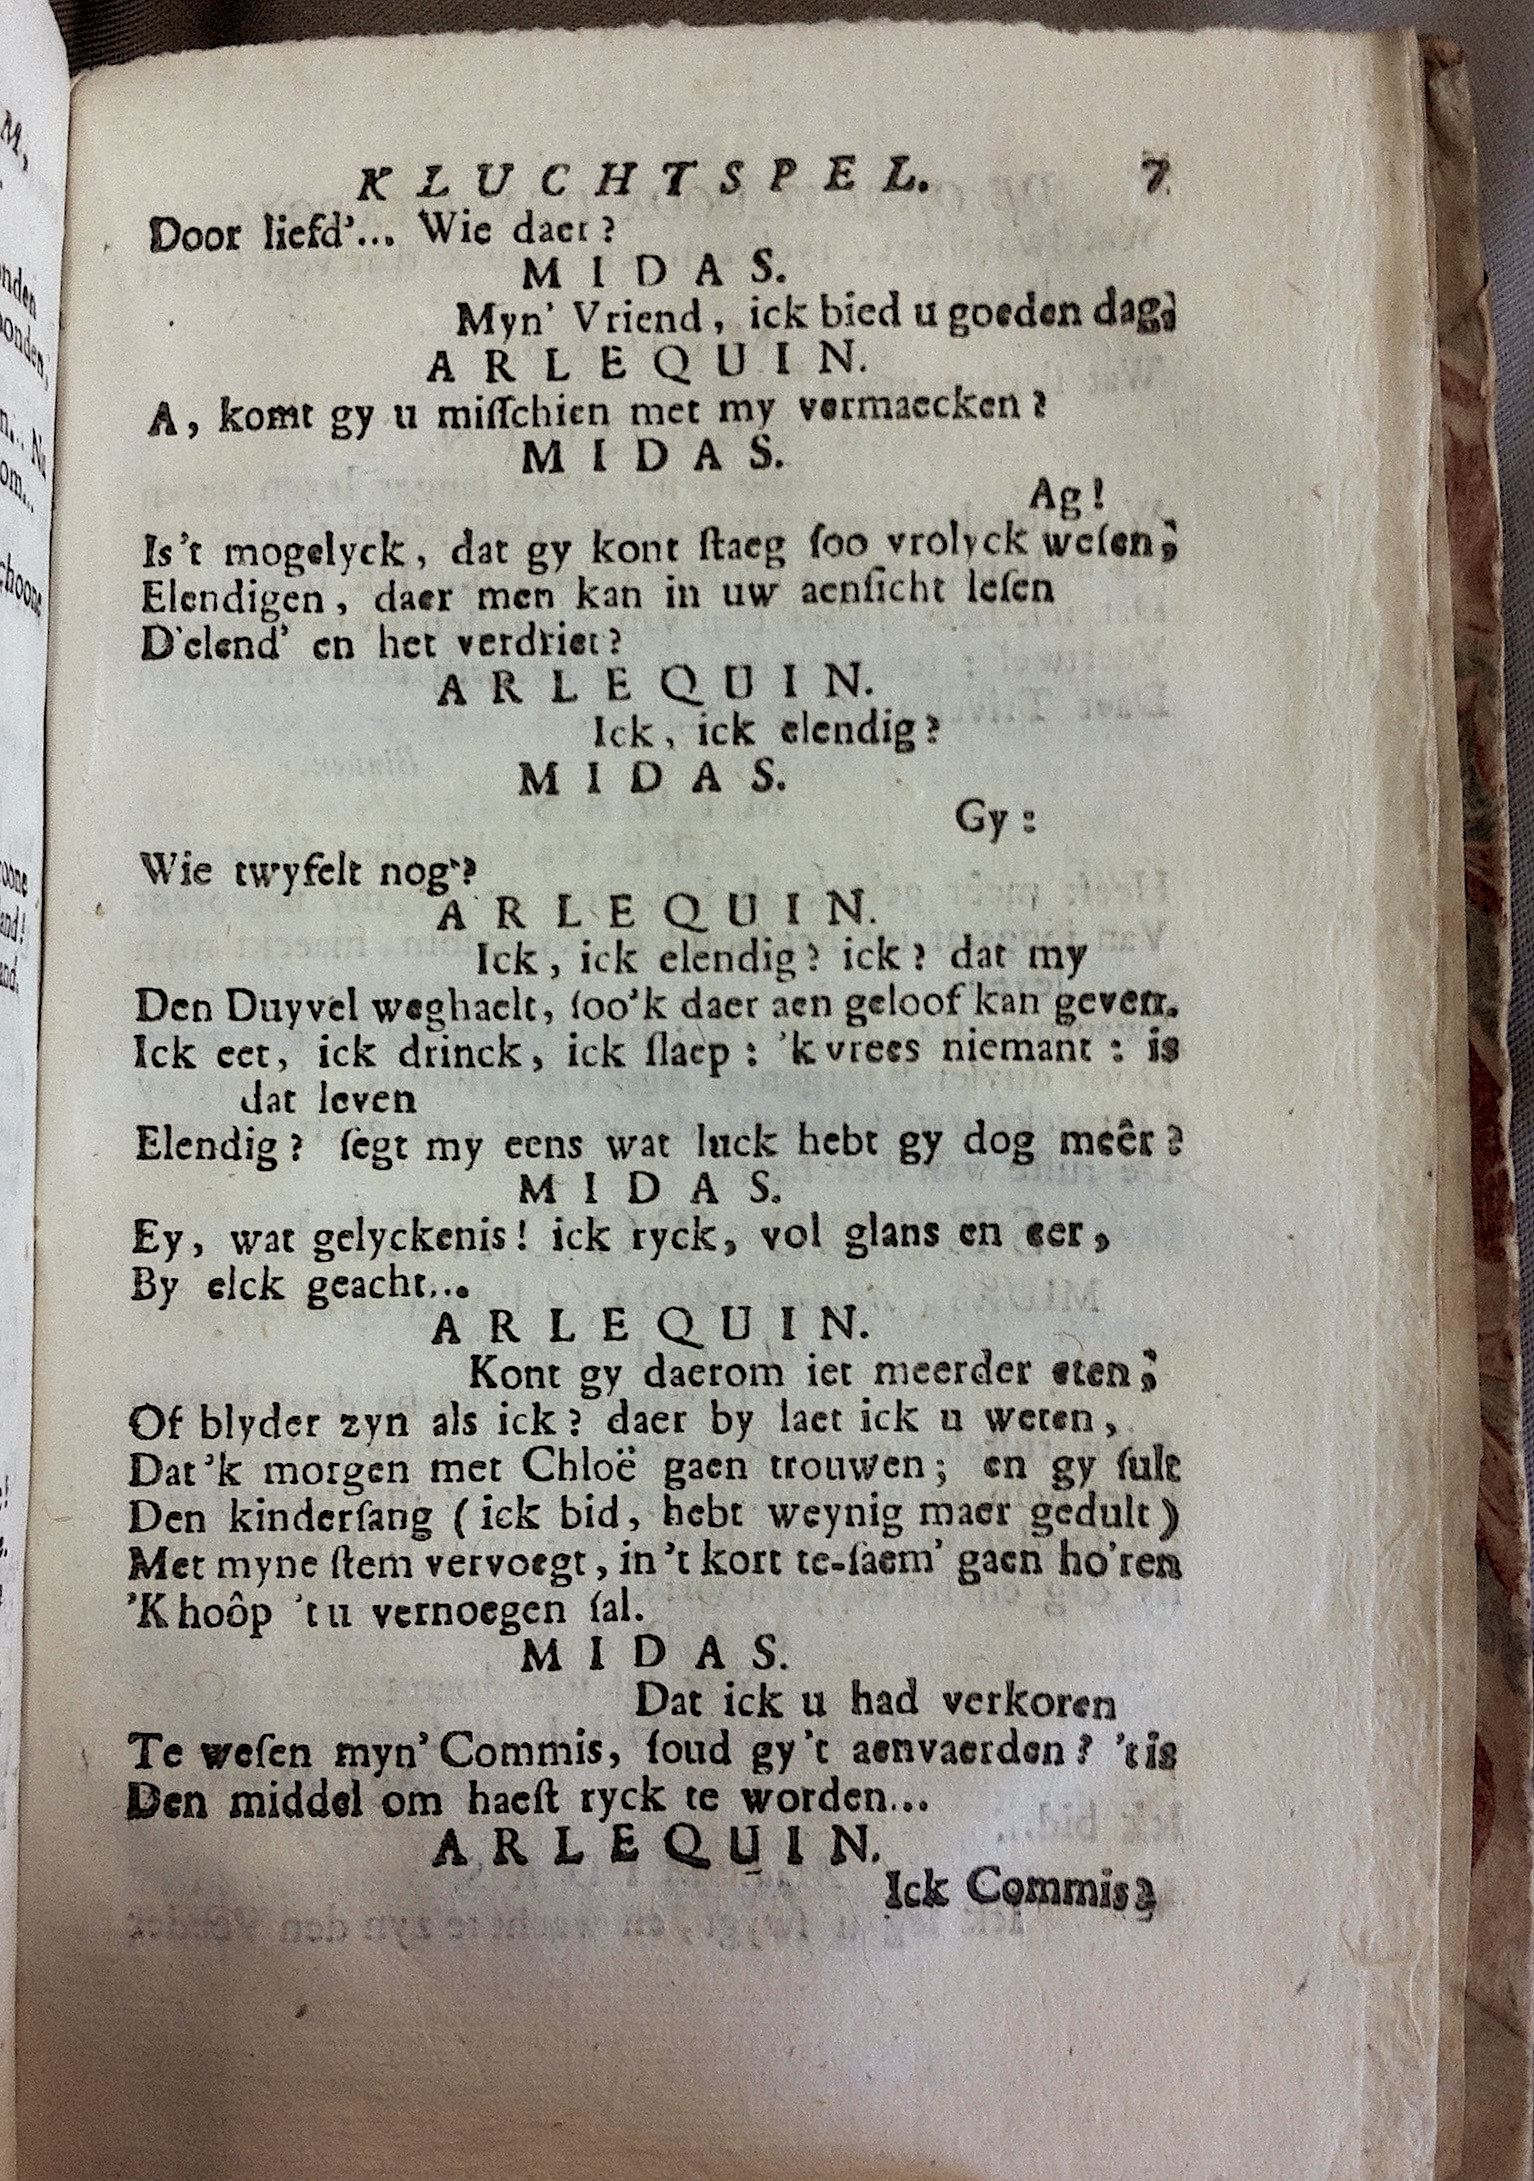 KLUCHTSPEL. 7
Door liefd'... Wie daer?
MIDAS.
Myn' Vriend, ick bied u goeden dag,
ARLEQUIN.
A, komt gy u miſſchien met my vermaecken?
MIDAS.
Ag!
Is't mogelyck, dat gy kont ſtaeg ſoo vrolyck weſen;
Elendigen, daer men kan in uw aenſicht leſen
D'elend' en het verdriet?
ARLEQUIN.
Ick, ick elendig?
MIDAS.
Gy:
Wie twyfelt nog?
ARLEQUIN.
Ick, ick elendig? ick? dat my
Den Duyvel weghaelt, ſoo'k daer aen geloof kan geven.
Ick eet, ick drinck, ick ſlaep: 'k vrees niemant: is
dat leven
Elendig? ſegt my eens wat luck hebt gy dog meêr?
MIDAS.
Ey, wat gelyckenis! ick ryck, vol glans en eer,
By elck geacht...
ARLEQUIN.
Kont gy daerom iet meerder eten;
Of blyder zyn als ick? daer by laet ick u weten,
Dat'k morgen met Chloë gaen trouwen; en gy ſult
Den kinderſang (ick bid, hebt weynig maer gedult)
Met myne ſtem vervoegt, in't kort te-ſaem' gaen ho'ren
'K hoôp 't u vernoegen ſal.
MIDAS.
Dat ick u had verkoren
Te weſen myn' Commis, ſoud gy't aenvaerden? 't is
Den middel om haeſt ryck te worden...
ARLEQUIN.
Ick Commis?